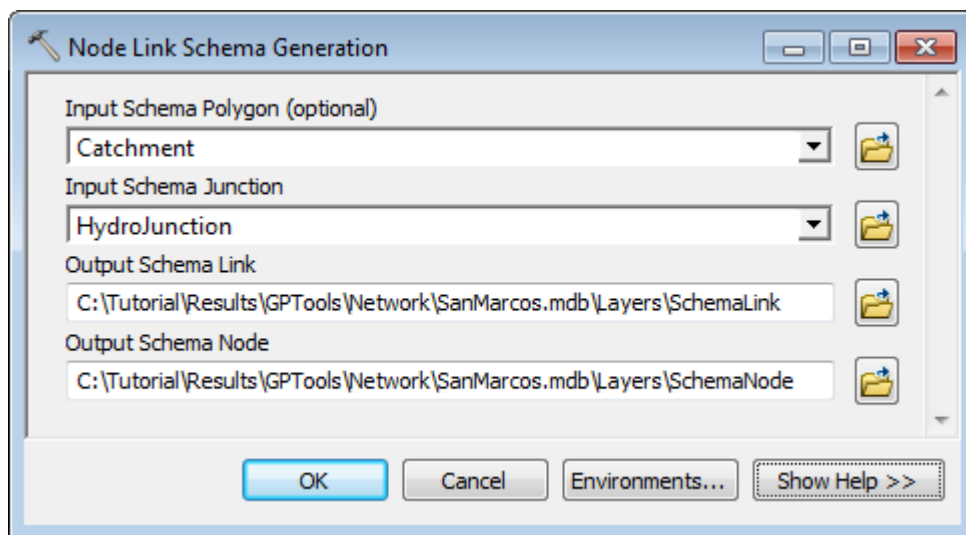 Node Link Schema Generation
Input Schema Polygon (optional)
Catchment
Input Schema Junction
HydroJunction
Output Schema Link
C:\Tutorial\Results\GPTools\Network\SanMarcos.mdb\Layers\SchemaLink
Output Schema Node
C:\Tutorial\Results\GPTools\Network\SanMarcos.mdb\Layers\SchemaNode
OK Cancel Environments... Show Help >>